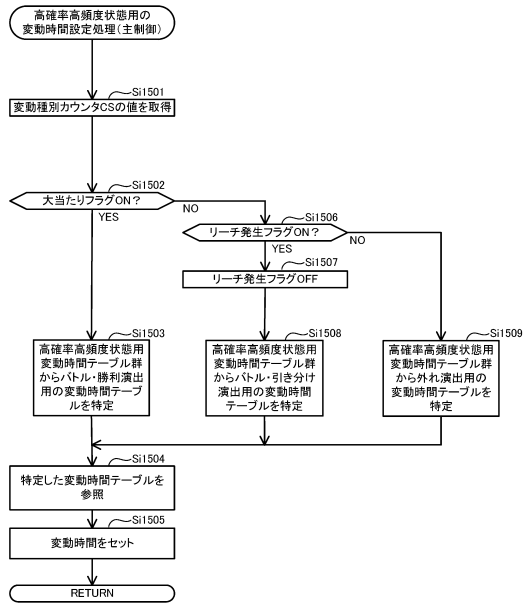 高確率高頻度状態用の
変動時間設定処理(主制御)
Si1501
変動種別カウンタCSの値を取得
Si1502
大当たりフラグON?
NO
YES
Si1506
リーチ発生フラグON?
NO
YES
Si1507
リーチ発生フラグOFF
Si1503
高確率高頻度状態用
変動時間テーブル群
からバトル・勝利演出
用の変動時間テーブ
ルを特定
Si1508
高確率高頻度状態用
変動時間テーブル群
からバトル・引き分け
演出用の変動時間
テーブルを特定
Si1509
高確率高頻度状態用
変動時間テーブル群
から外れ演出用の
変動時間テーブルを
特定
Si1504
特定した変動時間テーブルを
参照
Si1505
変動時間をセット
RETURN